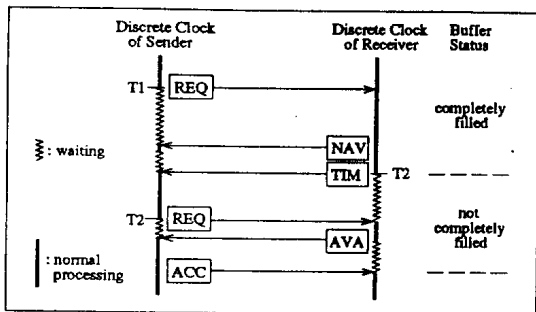 Discrete Clock of Sender
Discrete Clock of Receiver
Buffer Status
T1
REQ
completely filled
: waiting
NAV
TIM
T2
T2
REQ
not completely filled
AVA
: normal processing
ACC